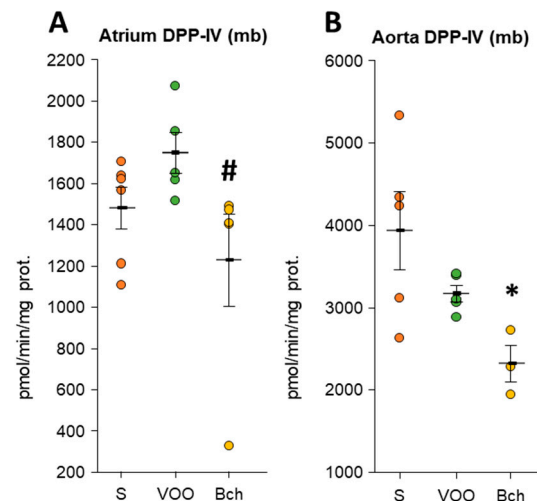 A
Atrium DPP-IV (mb)
pmol/min/mg prot.
2200
2000
1800
1600
1400
1200
1000
800
600
400
200
#
S
VOO
Bch
B
Aorta DPP-IV (mb)
pmol/min/mg prot.
6000
5000
4000
3000
2000
1000
*
S
VOO
Bch